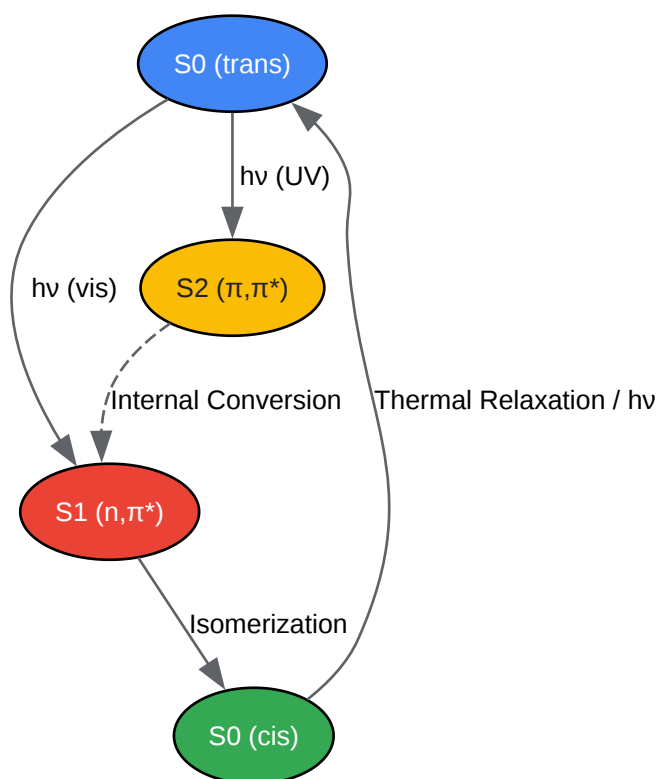 S0 (trans)
hν (UV)
hν (vis)
S2 (π,π*)
Internal Conversion
Thermal Relaxation / hν
S1 (n,π*)
Isomerization
S0 (cis)